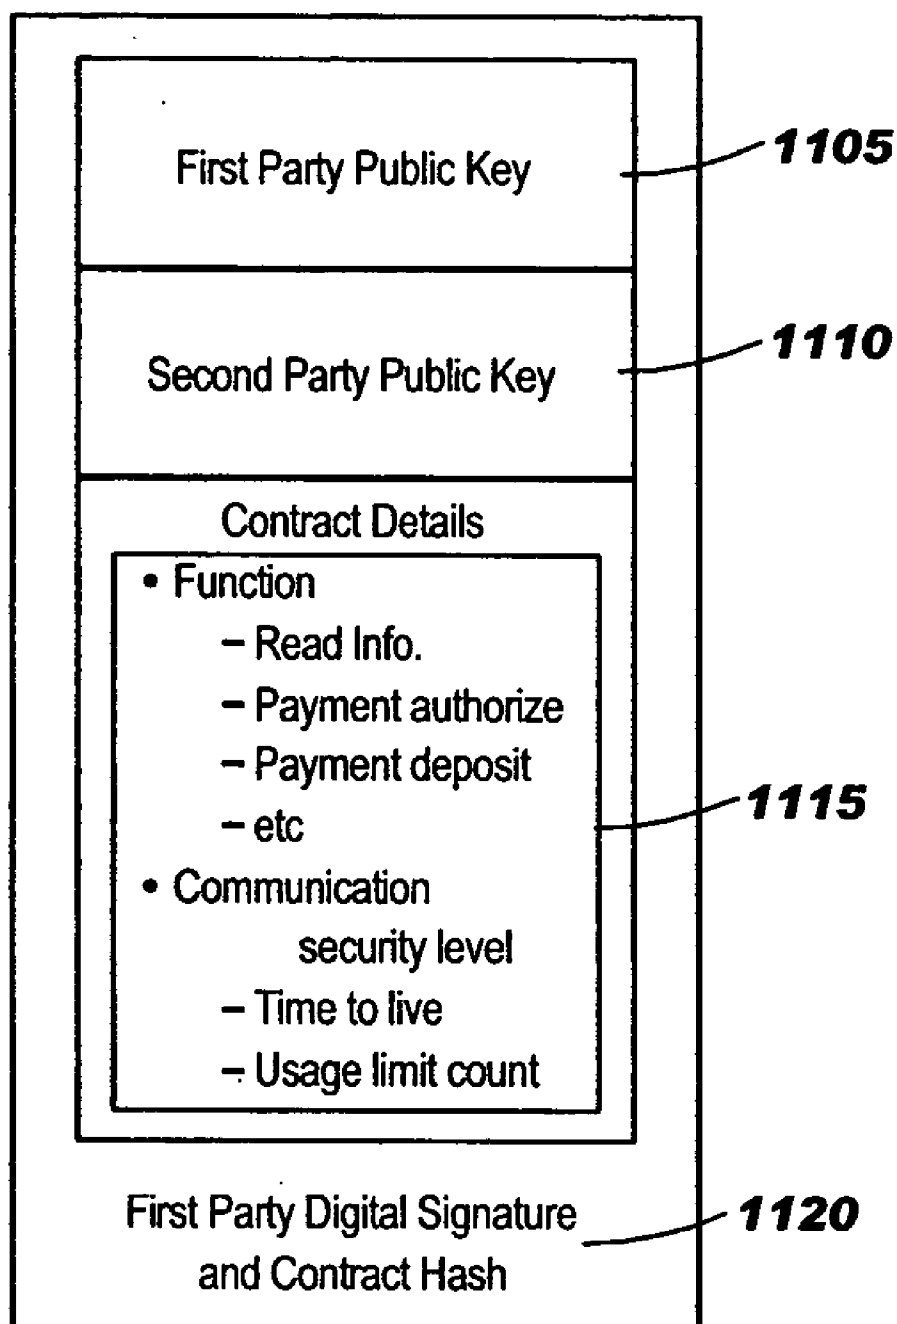 First Party Public Key
1105
Second Party Public Key
1110
Contract Details
• Function
– Read Info.
– Payment authorize
– Payment deposit
– etc
1115
• Communication
security level
– Time to live
– Usage limit count
First Party Digital Signature
1120
and Contract Hash